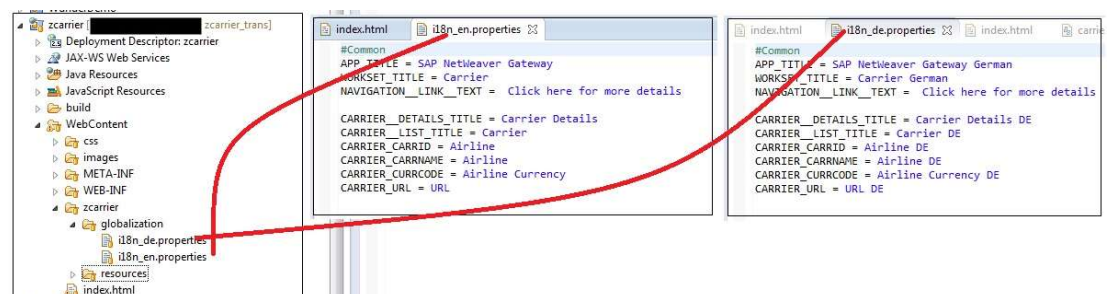 zcarrier [ zcarrier_trans]
Deployment Descriptor: zcarrier
JAX-WS Web Services
Java Resources
JavaScript Resources
build
WebContent
css
images
META-INF
WEB-INF
zcarrier
globalization
i18n_de.properties
i18n_en.properties
resources
index.html
index.html i18n_en.properties
#Common
APP_TITLE = SAP NetWeaver Gateway
WORKSET_TITLE = Carrier
NAVIGATION__LINK__TEXT = Click here for more details
CARRIER__DETAILS_TITLE = Carrier Details
CARRIER__LIST_TITLE = Carrier
CARRIER_CARRID = Airline
CARRIER_CARRNAME = Airline
CARRIER_CURRCODE = Airline Currency
CARRIER_URL = URL
index.html i18n_de.properties index.html carrie
#Common
APP_TITLE = SAP NetWeaver Gateway German
WORKSET_TITLE = Carrier German
NAVIGATION__LINK__TEXT = Click here for more details
CARRIER__DETAILS_TITLE = Carrier Details DE
CARRIER__LIST_TITLE = Carrier DE
CARRIER_CARRID = Airline DE
CARRIER_CARRNAME = Airline DE
CARRIER_CURRCODE = Airline Currency DE
CARRIER_URL = URL DE